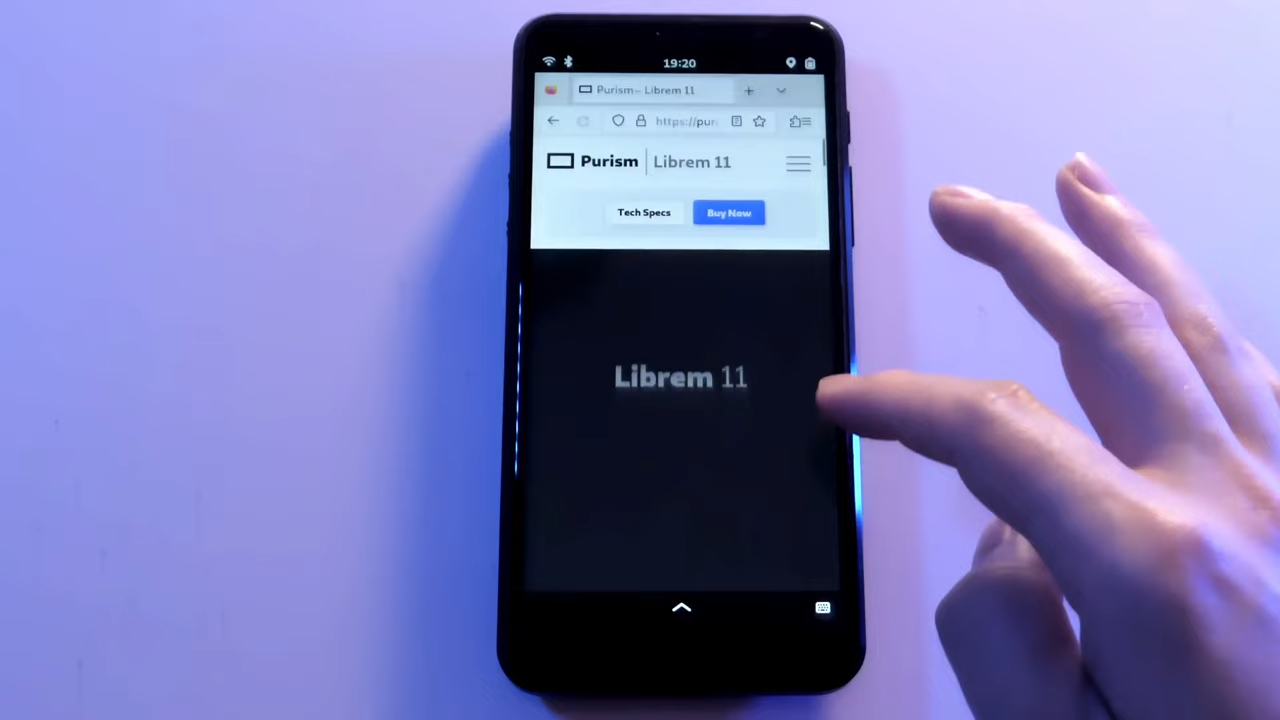 19:20
Purism– Librem 11
https://pur
Purism Librem 11
Tech Specs Buy Now
Librem 11